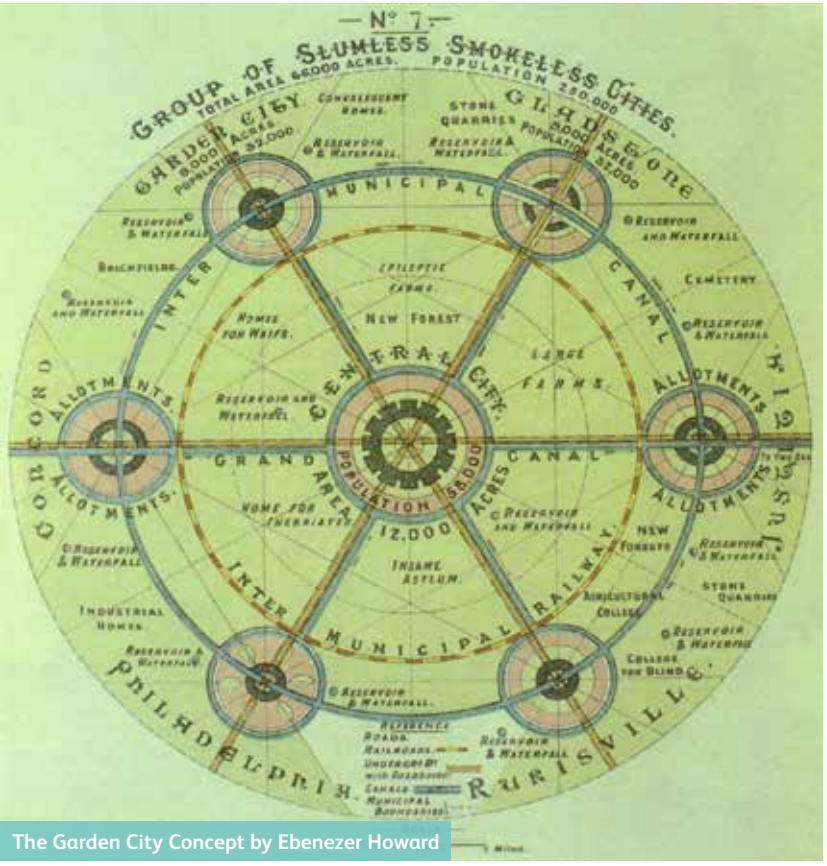 — Nº 7. —
GROUP OF SLUMLESS SMOKELESS CITIES.
TOTAL AREA 66,000 ACRES. POPULATION 250,000
GARDEN CITY
9,000 ACRES
POPULATION 32,000.
CONVALESCENT
HOMES.
STONE
QUARRIES
GLADSTONE
9,000 ACRES
POPULATION 32,000
RESERVOIR
& WATERFALL.
RESERVOIR &
WATERFALL.
INTER MUNICIPAL CANAL
RESERVOIR
& WATERFALL
RESERVOIR
AND WATERFALL
BRICKFIELDS.
EPILEPTIC
FARMS.
CEMETERY
RESERVOIR
AND WATERFALL
HOMES
FOR WAIFS.
NEW FOREST
RESERVOIR
& WATERFALL
LARGE
FARMS.
CENTRAL CITY.
CONCORD
ALLOTMENTS
RESERVOIR AND
WATERFALL.
ALLOTMENTS
GRAND CANAL
POPULATION 58,000
AREA 12,000 ACRES
ALLOTMENTS.
ALLOTMENTS
HOME FOR
INEBRIATES.
RESERVOIR
AND WATERFALL
NEW
FORESTS
RESERVOIR
& WATERFALL
RESERVOIR
& WATERFALL
INSANE
ASYLUM.
STONE
QUARRIES
INDUSTRIAL
HOMES.
AGRICULTURAL
COLLEGE
INTER MUNICIPAL RAILWAY.
RESERVOIR
& WATERFALL
RESERVOIR &
WATERFALL
COLLEGE
FOR BLIND.
PHILADELPHIA.
RURISVILLE.
RESERVOIR
& WATERFALL.
REFERENCE
ROADS.
RAILROADS
RESERVOIR
& WATERFALL
CANALS
MUNICIPAL
BOUNDARIES
The Garden City Concept by Ebenezer Howard